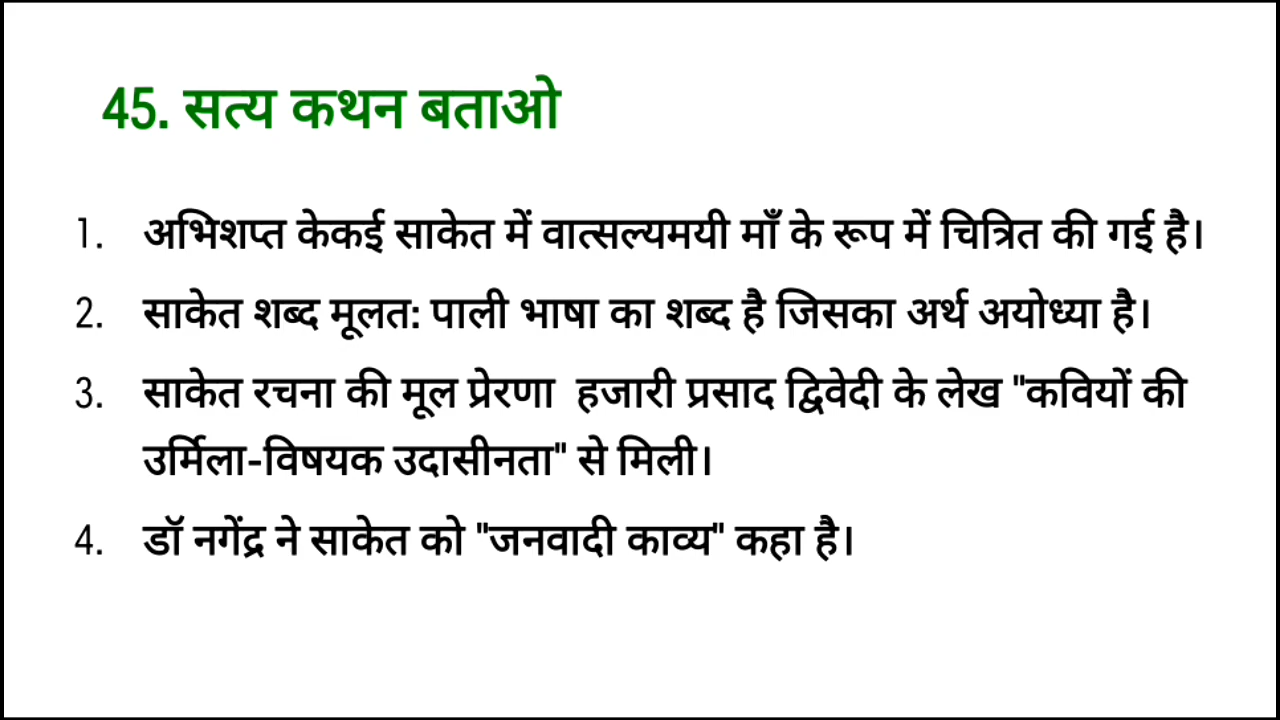 45. सत्य कथन बताओ
1. अभिशप्त केकई साकेत में वात्सल्यमयी माँ के रूप में चित्रित की गई है।
2. साकेत शब्द मूलत: पाली भाषा का शब्द है जिसका अर्थ अयोध्या है।
3. साकेत रचना की मूल प्रेरणा हजारी प्रसाद द्विवेदी के लेख "कवियों की
उर्मिला-विषयक उदासीनता" से मिली।
4. डॉ नगेंद्र ने साकेत को "जनवादी काव्य" कहा है।